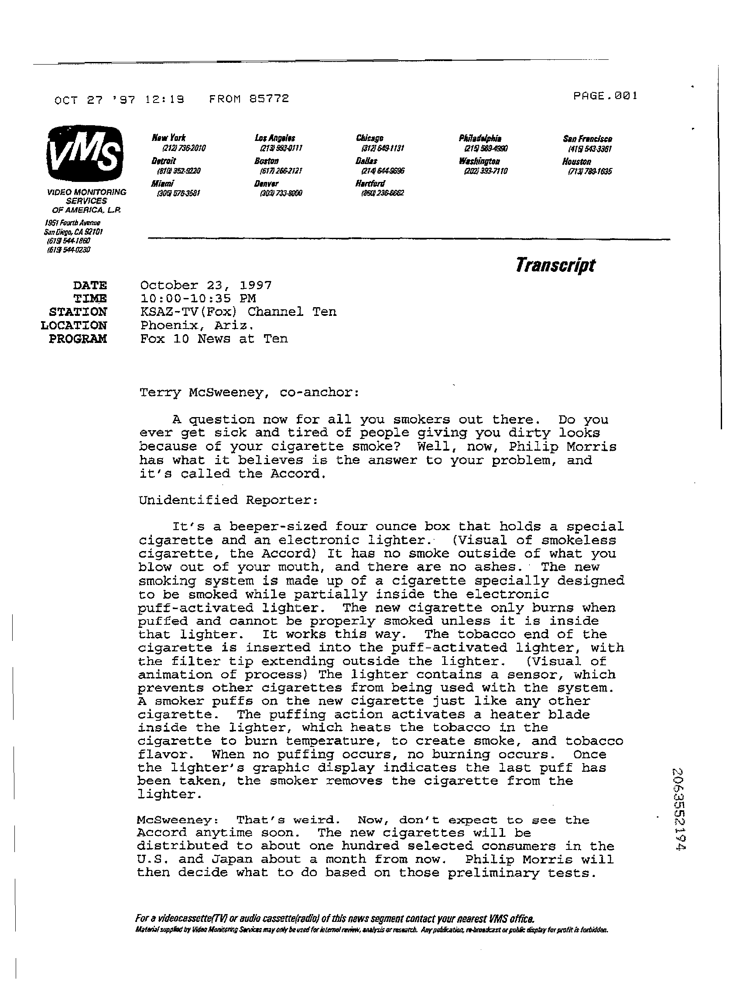 OCT 27 '97 12:19 FROM 85772 PAGE.001
VMS
VIDEO MONITORING
SERVICES
OF AMERICA, L.P.
1951 Fourth Avenue
San Diego, CA 92101
(619) 544-1860
(619) 544-0230
New York Los Angeles Chicago Philadelphia San Francisco
(212) 736-2010 (213) 993-0111 (312) 649-1131 (215) 569-4990 (415) 543-3361
Detroit Boston Dallas Washington Houston
(810) 352-9220 (617) 266-2121 (214) 644-9696 (202) 393-7110 (713) 789-1635
Miami Denver Hartford
(305) 576-3581 (303) 733-8000 (860) 236-6662
Transcript
DATE October 23, 1997
TIME 10:00-10:35 PM
STATION KSAZ-TV(Fox) Channel Ten
LOCATION Phoenix, Ariz.
PROGRAM Fox 10 News at Ten
Terry McSweeney, co-anchor:
A question now for all you smokers out there. Do you
ever get sick and tired of people giving you dirty looks
because of your cigarette smoke? Well, now, Philip Morris
has what it believes is the answer to your problem, and
it's called the Accord.
Unidentified Reporter:
It's a beeper-sized four ounce box that holds a special
cigarette and an electronic lighter. (Visual of smokeless
cigarette, the Accord) It has no smoke outside of what you
blow out of your mouth, and there are no ashes. The new
smoking system is made up of a cigarette specially designed
to be smoked while partially inside the electronic
puff-activated lighter. The new cigarette only burns when
puffed and cannot be properly smoked unless it is inside
that lighter. It works this way. The tobacco end of the
cigarette is inserted into the puff-activated lighter, with
the filter tip extending outside the lighter. (Visual of
animation of process) The lighter contains a sensor, which
prevents other cigarettes from being used with the system.
A smoker puffs on the new cigarette just like any other
cigarette. The puffing action activates a heater blade
inside the lighter, which heats the tobacco in the
cigarette to burn temperature, to create smoke, and tobacco
flavor. When no puffing occurs, no burning occurs. Once
the lighter's graphic display indicates the last puff has
been taken, the smoker removes the cigarette from the
lighter.
McSweeney: That's weird. Now, don't expect to see the
Accord anytime soon. The new cigarettes will be
distributed to about one hundred selected consumers in the
U.S. and Japan about a month from now. Philip Morris will
then decide what to do based on those preliminary tests.
2063552194
For a videocassette(TV) or audio cassette(radio) of this news segment contact your nearest VMS office.
Material supplied by Video Monitoring Services may only be used for internal review, analysis or research. Any publication, re-broadcast or public display for profit is forbidden.